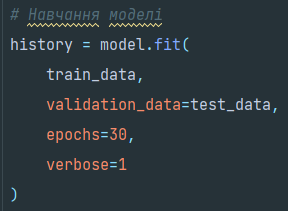 # Навчання моделі
history = model.fit(
    train_data,
    validation_data=test_data,
    epochs=30,
    verbose=1
)